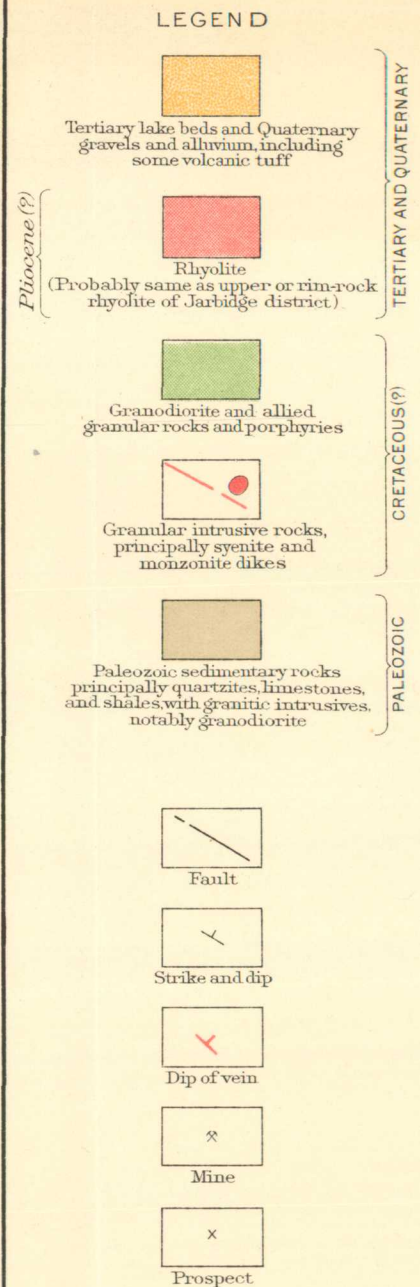 LEGEND
Tertiary lake beds and Quaternary
gravels and alluvium, including
some volcanic tuff
TERTIARY AND QUATERNARY
Pliocene(?)
Rhyolite
(Probably same as upper or rim-rock
rhyolite of Jarbidge district)
Granodiorite and allied
granular rocks and porphyries
CRETACEOUS(?)
Granular intrusive rocks,
principally syenite and
monzonite dikes
Paleozoic sedimentary rocks
principally quartzites, limestones,
and shales, with granitic intrusives,
notably granodiorite
PALEOZOIC
Fault
Strike and dip
Dip of vein
Mine
x
Prospect